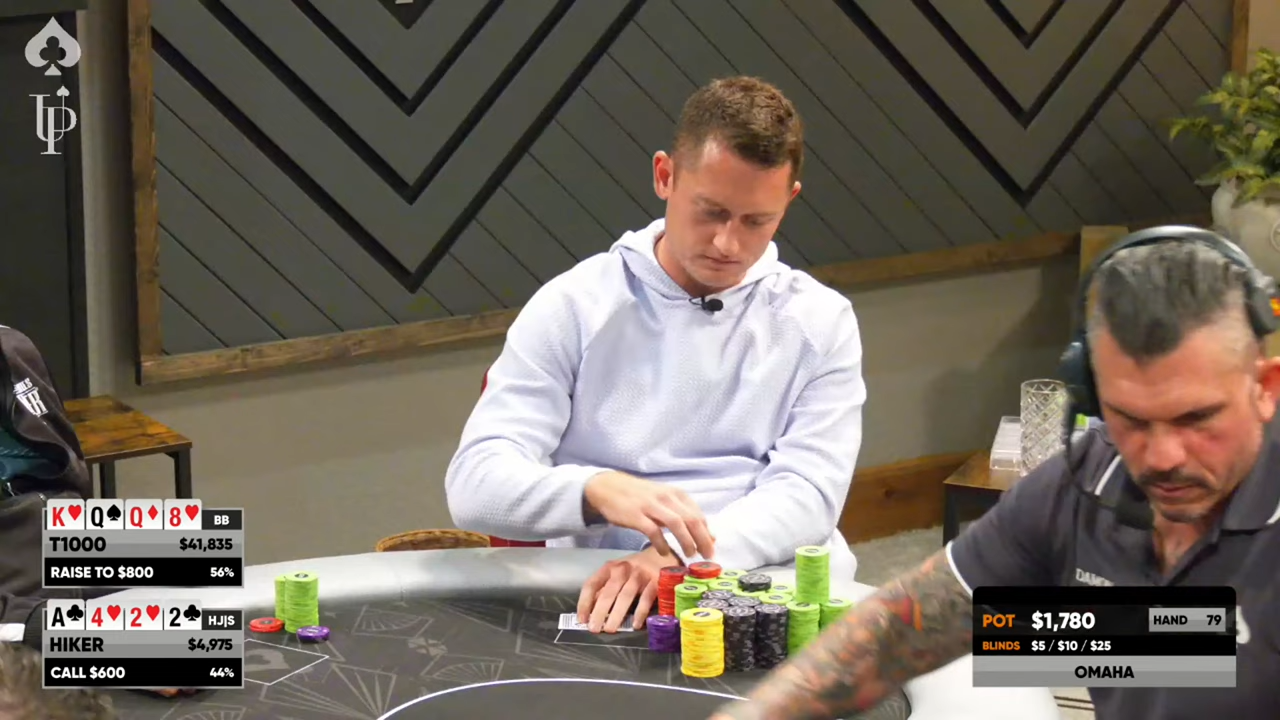 UP
K♥ Q♠ Q♦ 8♥ BB
T1000 $41,835
RAISE TO $800 56%
A♣ 4♥ 2♥ 2♣ HJ|S
HIKER $4,975
CALL $600 44%
POT $1,780 HAND 79
BLINDS $5 / $10 / $25
OMAHA